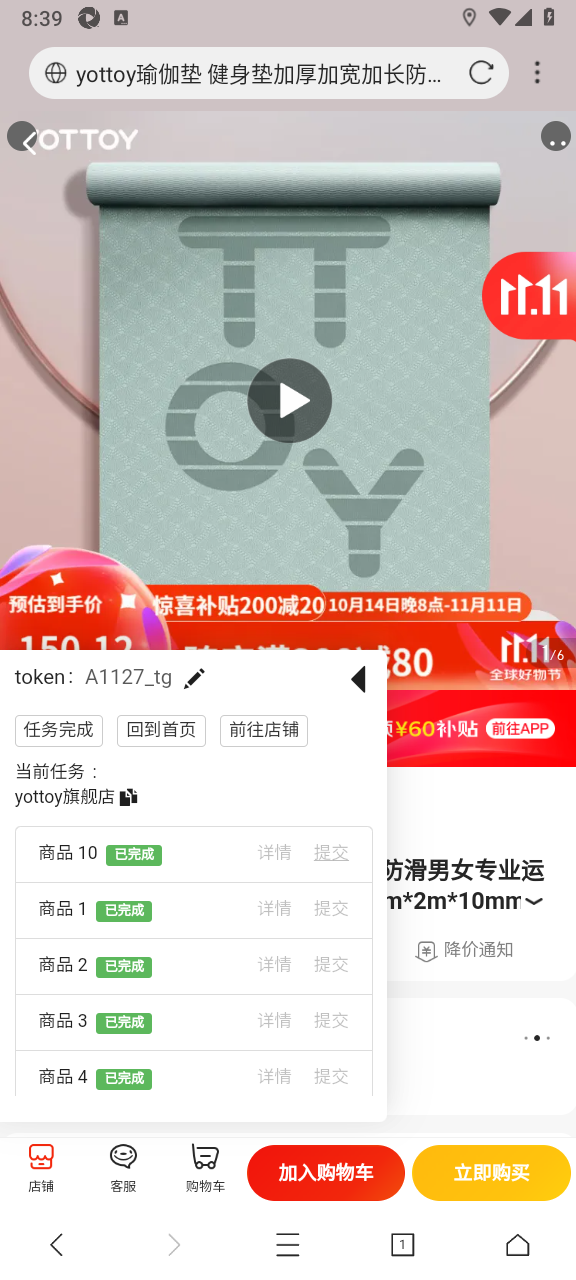 8:39
A
yottoy瑜伽垫 健身垫加厚加宽加长防...
YOTTOY
11.11
预估到手价
惊喜补贴200减20
10月14日晚8点-11月11日
80
11.11
全球好物节
/6
¥60补贴
前往APP
token: A1127_tg
任务完成
回到首页
前往店铺
当前任务：
yottoy旗舰店
商品 10 已完成 详情 提交
商品 1 已完成 详情 提交
商品 2 已完成 详情 提交
商品 3 已完成 详情 提交
商品 4 已完成 详情 提交
防滑男女专业运
m*2m*10mm
降价通知
店铺
客服
购物车
加入购物车
立即购买
1